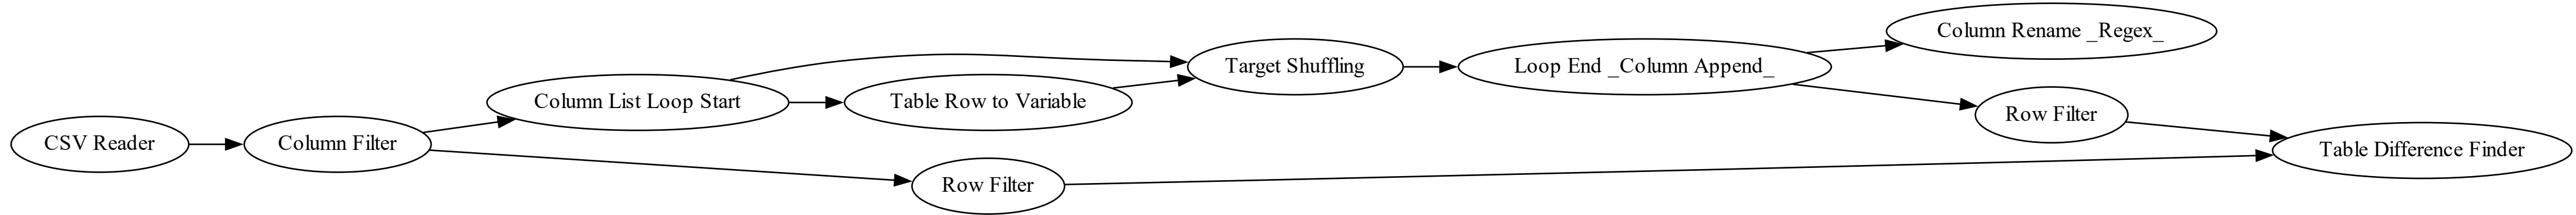 CSV Reader
Column Filter
Column List Loop Start
Table Row to Variable
Target Shuffling
Loop End _Column Append_
Column Rename _Regex_
Row Filter
Row Filter
Table Difference Finder